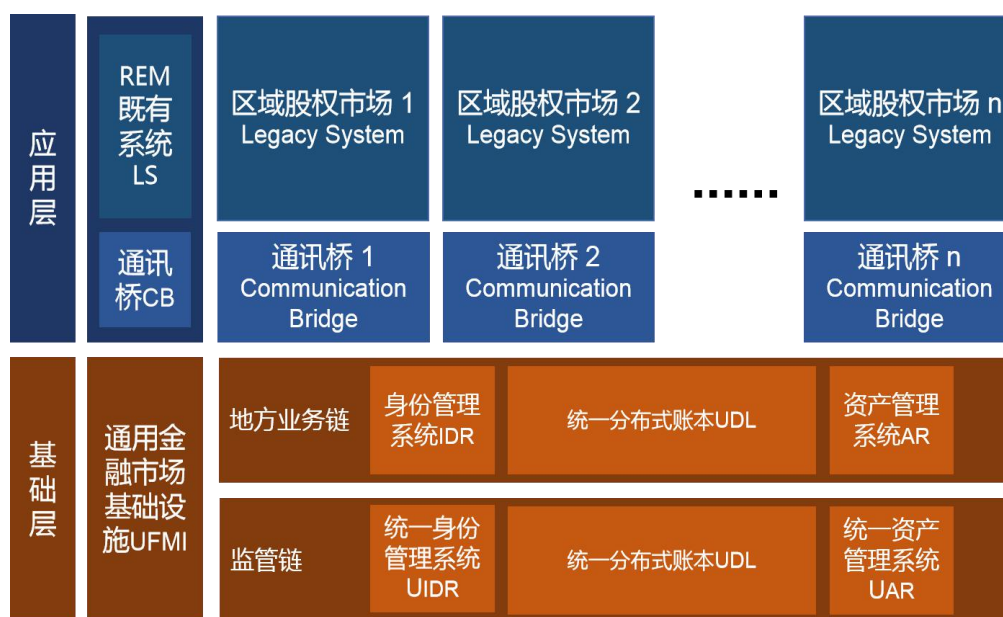 应
用
层
REM
既有
系统
LS
通讯
桥CB
区域股权市场 1
Legacy System
区域股权市场 2
Legacy System
......
区域股权市场 n
Legacy System
通讯桥 1
Communication
Bridge
通讯桥 2
Communication
Bridge
通讯桥 n
Communication
Bridge
基
础
层
通用金
融市场
基础设
施UFMI
地方业务链
身份管理
系统IDR
统一分布式账本UDL
资产管理
系统AR
监管链
统一身份
管理系统
UIDR
统一分布式账本UDL
统一资产
管理系统
UAR